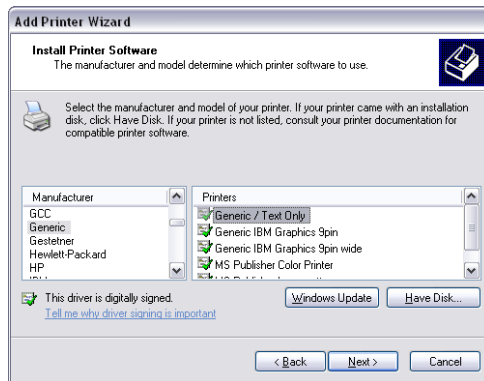 Add Printer Wizard
Install Printer Software
The manufacturer and model determine which printer software to use.
Select the manufacturer and model of your printer. If your printer came with an installation
disk, click Have Disk. If your printer is not listed, consult your printer documentation for
compatible printer software.
Manufacturer
GCC
Generic
Gestetner
Hewlett-Packard
HP
Printers
Generic / Text Only
Generic IBM Graphics 9pin
Generic IBM Graphics 9pin wide
MS Publisher Color Printer
This driver is digitally signed.
Tell me why driver signing is important
Windows Update
Have Disk...
< Back
Next >
Cancel